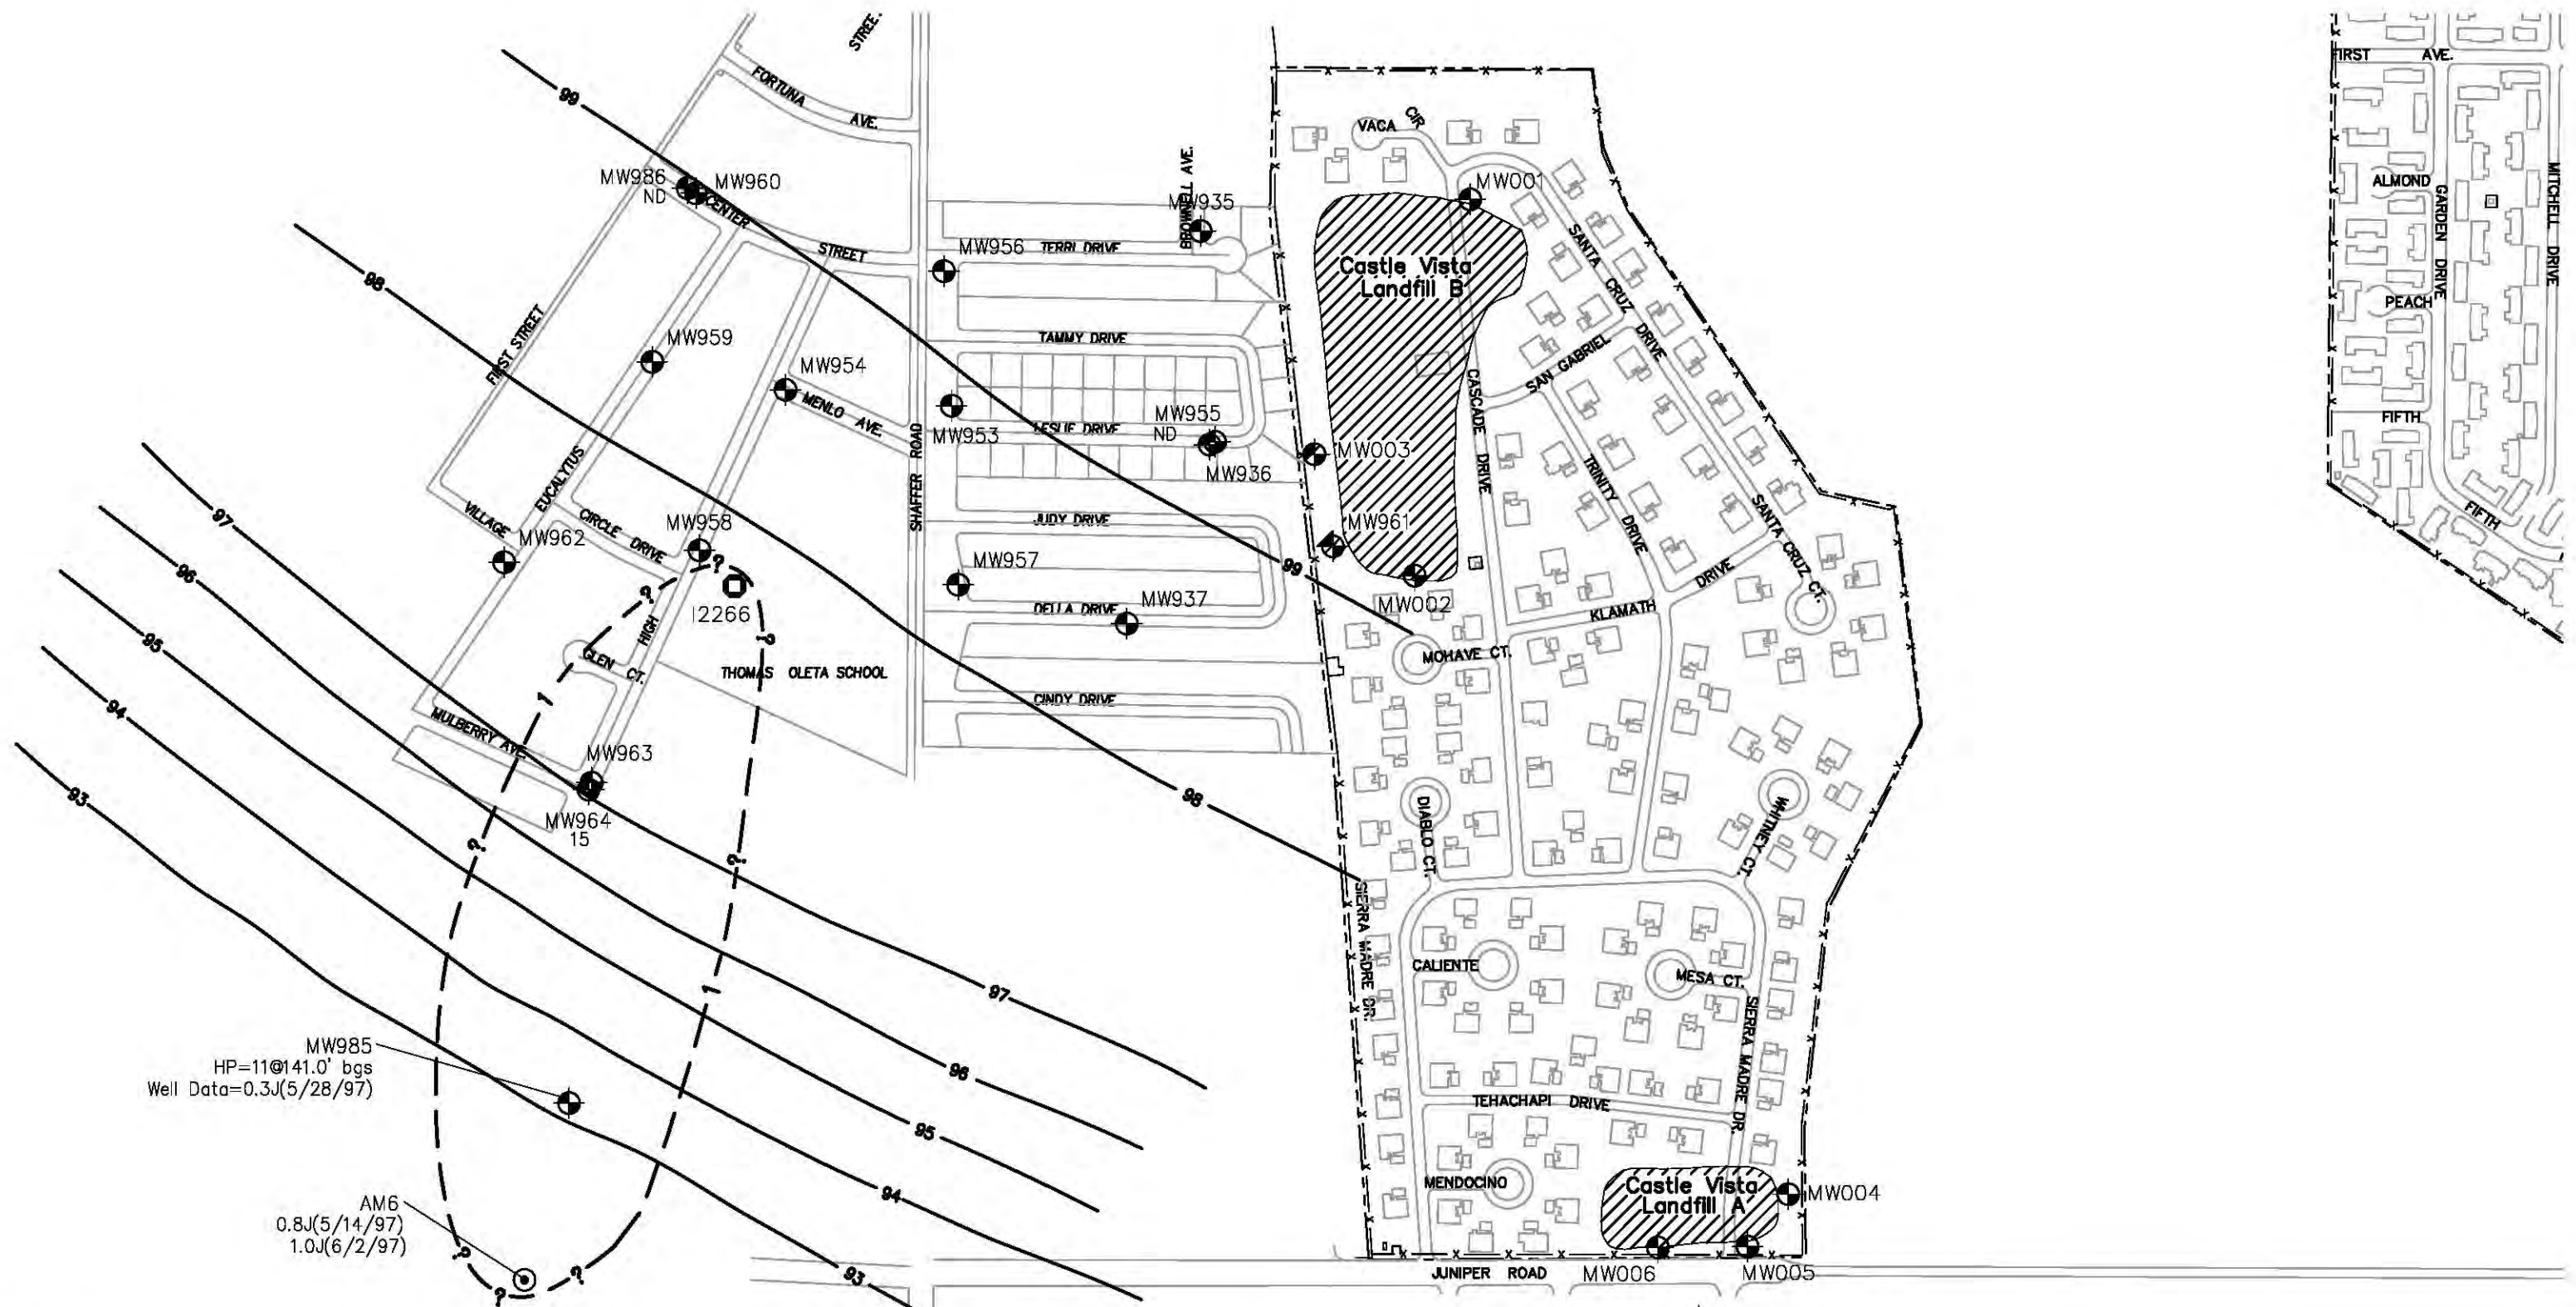 STREE
FIRST
AVE.
FORTUNA
AVE.
99
VACA
CIR
BROWNELL AVE.
MW986
ND
MW960
CENTER
STREET
MW935
MW001
ALMOND
GARDEN DRIVE
MITCHELL DRIVE
MW956
TERRI DRIVE
Castle Vista
Landfill B
SANTA CRUZ DRIVE
98
PEACH
FIRST STREET
TAMMY DRIVE
SAN GABRIEL
MW959
MW954
MENLO AVE.
MW953
SHAFFER ROAD
MW955
ND
LESLIE DRIVE
MW936
MW003
CASCADE DRIVE
TRINITY DRIVE
FIFTH
FIFTH
EUCALYTUS
VILLAGE
CIRCLE DRIVE
97
MW958
MW962
JUDY DRIVE
MW961
SANTA CRUZ CT.
96
?
?
I2266
MW957
99
MW002
DRIVE
DELLA DRIVE
MW937
KLAMATH
95
HIGH
?
GLEN CT.
THOMAS OLETA SCHOOL
MOHAVE CT.
1
CINDY DRIVE
94
MULBERRY AVE.
MW963
98
93
MW964
15
?
?
DIABLO CT.
WHITNEY CT.
SIERRA MADRE DR.
CALIENTE
MESA CT.
1
97
SIERRA MADRE DR.
MW985
HP=11@141.0' bgs
Well Data=0.3J(5/28/97)
96
TEHACHAPI DRIVE
95
AM6
0.8J(5/14/97)
1.0J(6/2/97)
94
MENDOCINO
Castle Vista
Landfill A
MW004
?
?
?
93
JUNIPER ROAD
MW006
MW005